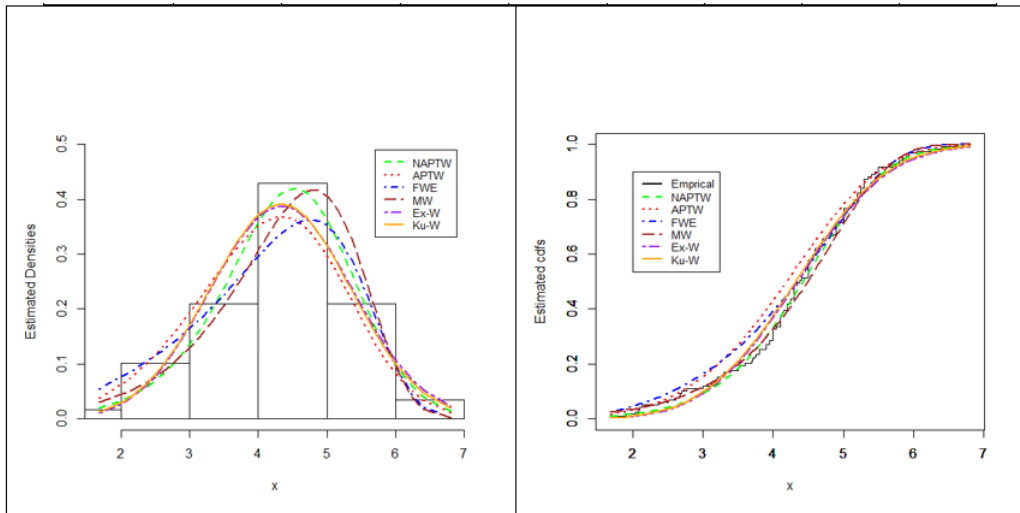 Estimated Densities
0.0
0.1
0.2
0.3
0.4
0.5
NAPTW
APTW
FWE
MW
Ex-W
Ku-W
2 3 4 5 6 7
x
Estimated cdfs
0.0
0.2
0.4
0.6
0.8
1.0
Emprical
NAPTW
APTW
FWE
MW
Ex-W
Ku-W
2 3 4 5 6 7
x